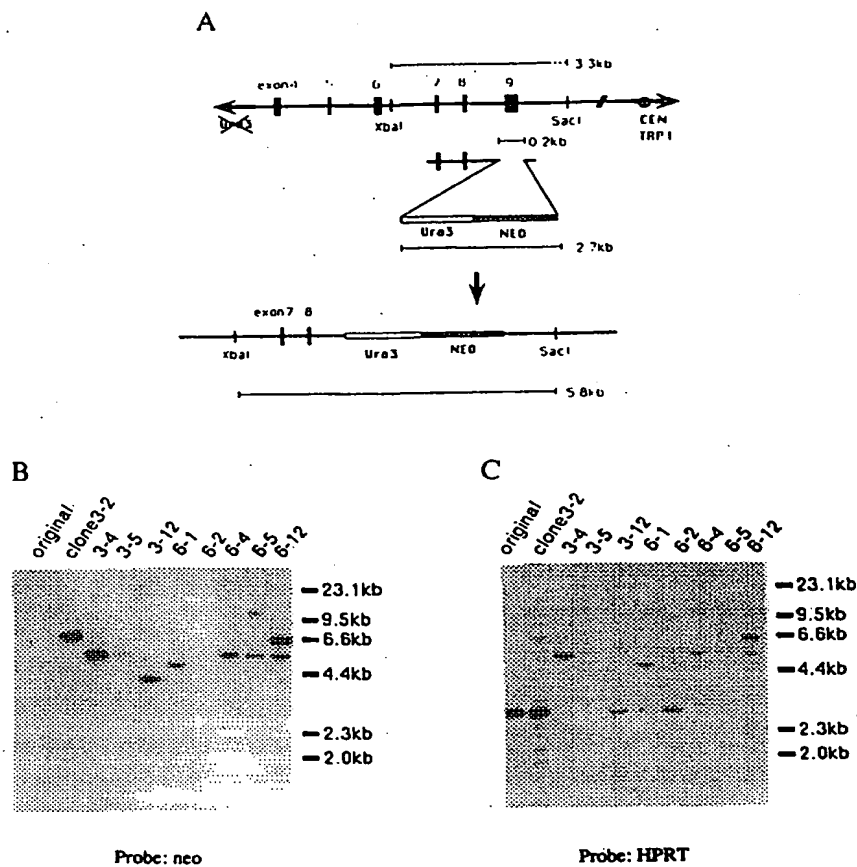 A
3.3kb
exon4 6 7 8 9
XbaI SacI CEN
TRP1
0.2kb
Ura3 NEO
2.7kb
exon7 8
XbaI Ura3 NEO SacI
5.8kb
B
original
clone3-2
3-4
3-5
3-12
6-1
6-2
6-4
6-5
6-12
23.1kb
9.5kb
6.6kb
4.4kb
2.3kb
2.0kb
Probe: neo
C
original
clone3-2
3-4
3-5
3-12
6-1
6-2
6-4
6-5
6-12
23.1kb
9.5kb
6.6kb
4.4kb
2.3kb
2.0kb
Probe: HPRT